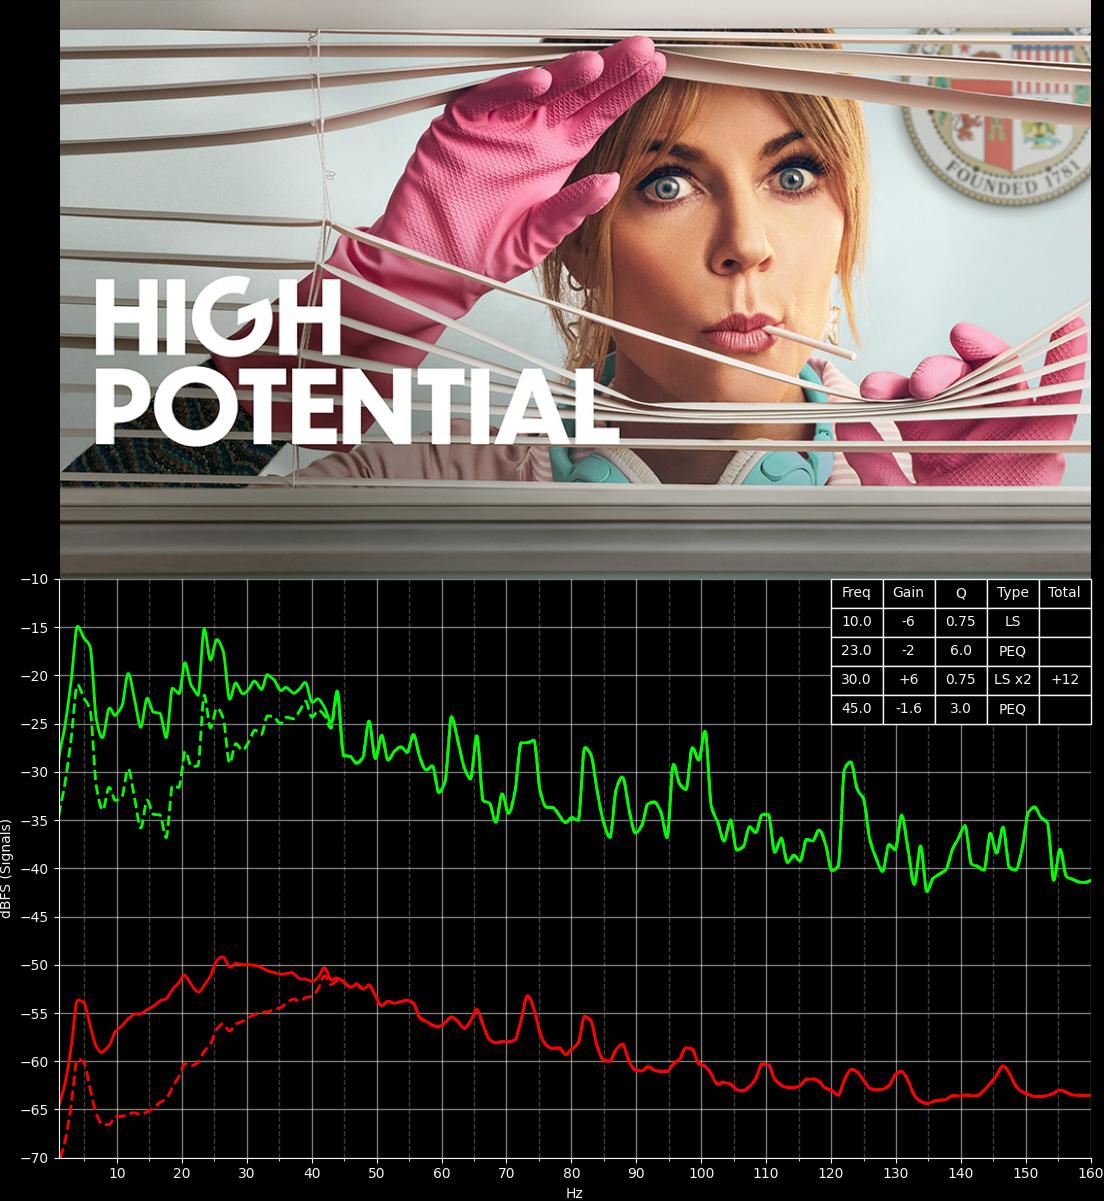 FOUNDED 1781
HIGH
POTENTIAL
Freq Gain Q Type Total
10.0 -6 0.75 LS
23.0 -2 6.0 PEQ
30.0 +6 0.75 LS x2 +12
45.0 -1.6 3.0 PEQ
−10
−15
−20
−25
−30
−35
−40
−45
−50
−55
−60
−65
−70
dBFS (Signals)
10 20 30 40 50 60 70 80 90 100 110 120 130 140 150 160
Hz